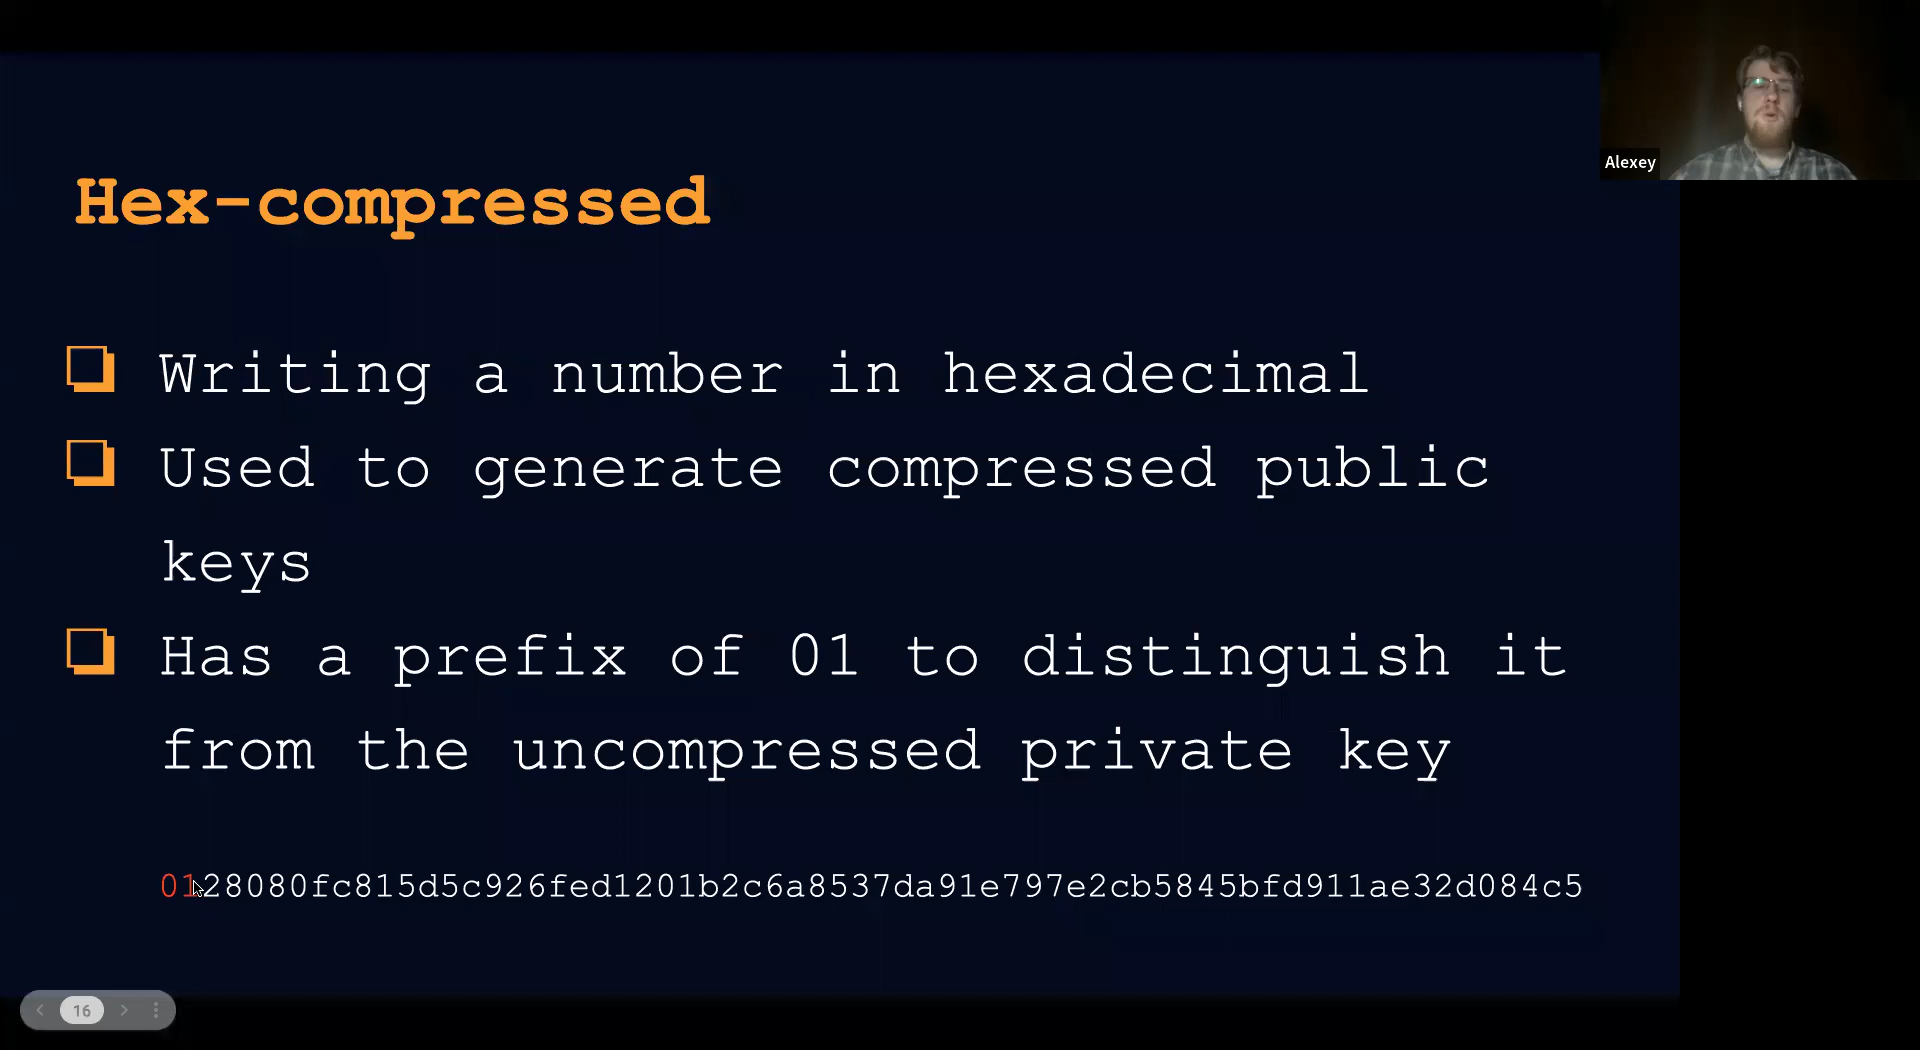 Alexey
Hex-compressed
Writing a number in hexadecimal
Used to generate compressed public
keys
Has a prefix of 01 to distinguish it
from the uncompressed private key
0128080fc815d5c926fed1201b2c6a8537da91e797e2cb5845bfd911ae32d084c5
16